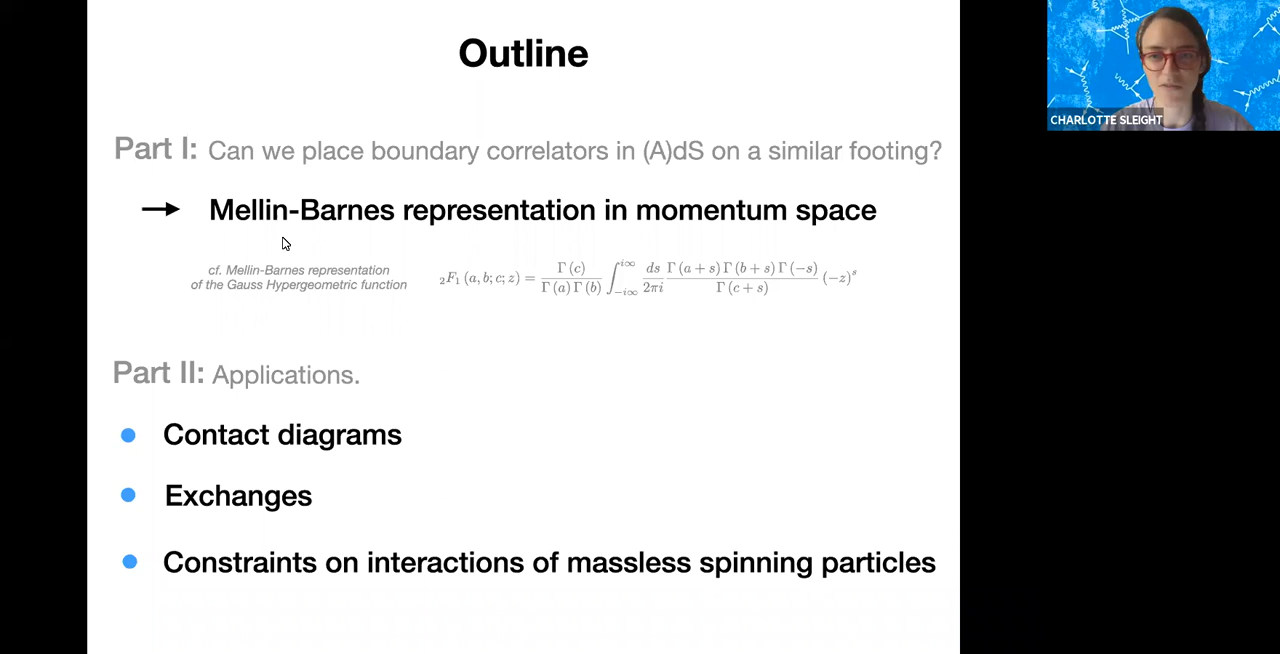 Outline
CHARLOTTE SLEIGHT
Part I: Can we place boundary correlators in (A)dS on a similar footing?
→ Mellin-Barnes representation in momentum space
cf. Mellin-Barnes representation
of the Gauss Hypergeometric function
₂F₁ (a, b; c; z) = Γ(c) / Γ(a) Γ(b) ∫_{-i∞}^{i∞} ds / 2πi Γ(a + s) Γ(b + s) Γ(−s) / Γ(c + s) (−z)^s
Part II: Applications.
● Contact diagrams
● Exchanges
● Constraints on interactions of massless spinning particles